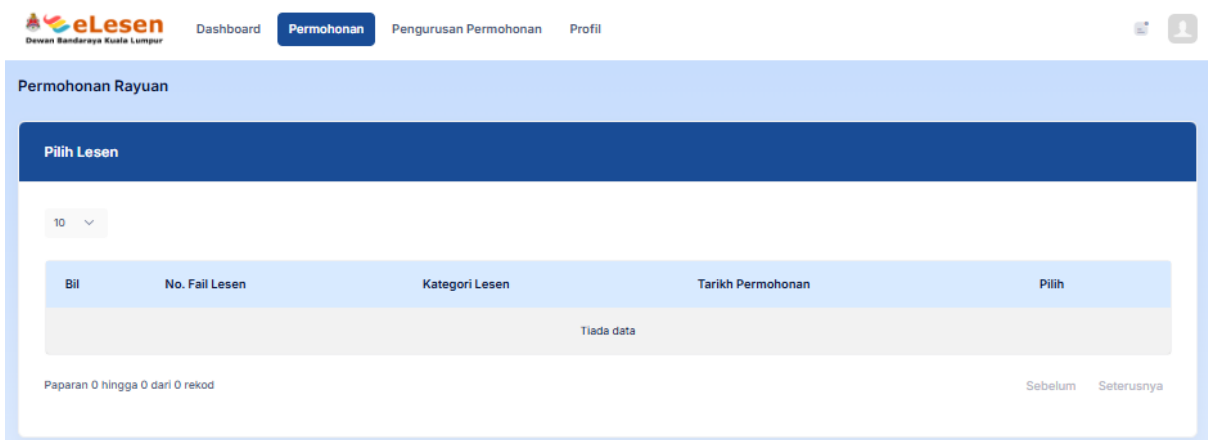 eLesen
Dewan Bandaraya Kuala Lumpur
Dashboard Permohonan Pengurusan Permohonan Profil
Permohonan Rayuan
Pilih Lesen
10
Bil No. Fail Lesen Kategori Lesen Tarikh Permohonan Pilih
Tiada data
Paparan 0 hingga 0 dari 0 rekod Sebelum Seterusnya